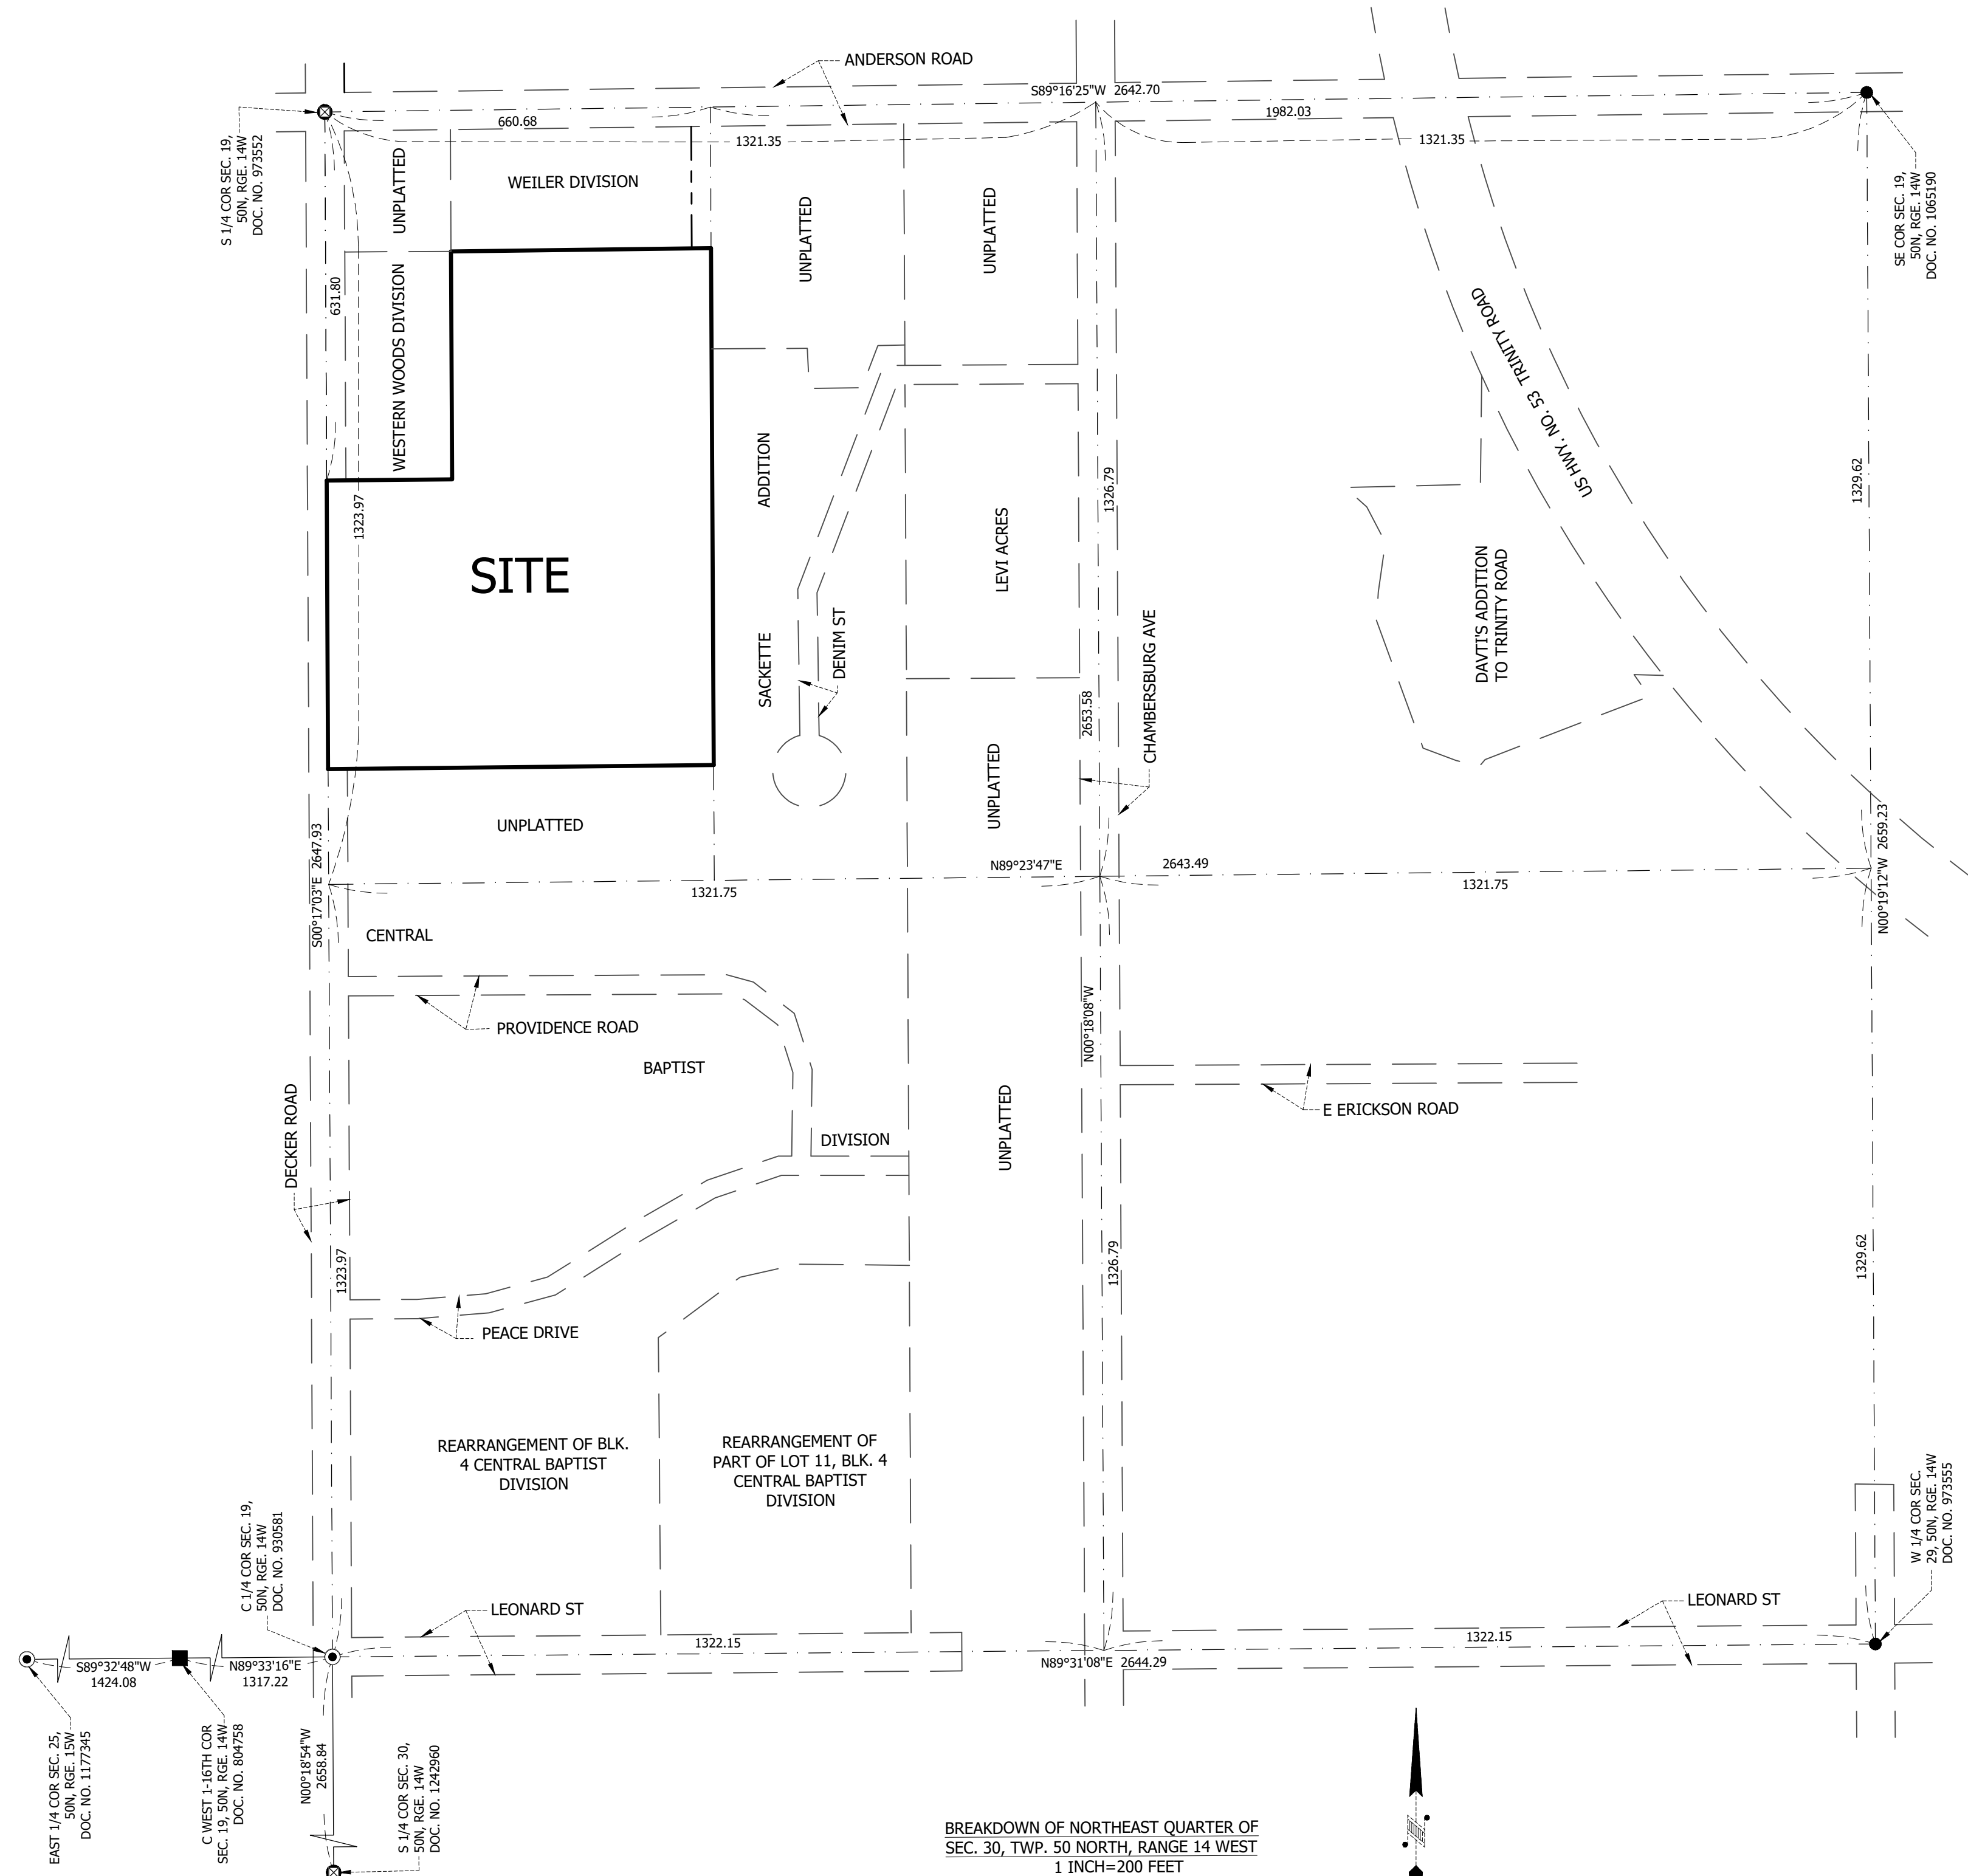 ANDERSON ROAD
S89°16'25"W 2642.70
660.68
1982.03
1321.35
1321.35
S 1/4 COR SEC. 19,
50N, RGE. 14W
DOC. NO. 973552
SE COR SEC. 19,
50N, RGE. 14W
DOC. NO. 1065190
UNPLATTED
WEILER DIVISION
UNPLATTED
UNPLATTED
631.80
WESTERN WOODS DIVISION
US HWY. NO. 53 TRINITY ROAD
1323.97
ADDITION
1326.79
1329.62
SITE
LEVI ACRES
DAVTI'S ADDITION
TO TRINITY ROAD
SACKETTE
DENIM ST
CHAMBERSBURG AVE
2653.58
UNPLATTED
UNPLATTED
S00°17'03"E 2647.93
N00°19'12"W 2659.23
N89°23'47"E
2643.49
1321.75
1321.75
CENTRAL
PROVIDENCE ROAD
N00°18'08"W
BAPTIST
E ERICKSON ROAD
DECKER ROAD
DIVISION
UNPLATTED
1323.97
1326.79
1329.62
PEACE DRIVE
REARRANGEMENT OF BLK.
4 CENTRAL BAPTIST
DIVISION
REARRANGEMENT OF
PART OF LOT 11, BLK. 4
CENTRAL BAPTIST
DIVISION
C 1/4 COR SEC. 19,
50N, RGE. 14W
DOC. NO. 930581
W 1/4 COR SEC.
29, 50N, RGE. 14W
DOC. NO. 973555
LEONARD ST
LEONARD ST
1322.15
1322.15
N89°31'08"E 2644.29
S89°32'48"W
1424.08
N89°33'16"E
1317.22
EAST 1/4 COR SEC. 25,
50N, RGE. 15W
DOC. NO. 1177345
C WEST 1-16TH COR
SEC. 19, 50N, RGE. 14W
DOC. NO. 804758
N00°18'54"W
2658.84
S 1/4 COR SEC. 30,
50N, RGE. 14W
DOC. NO. 1242960
BREAKDOWN OF NORTHEAST QUARTER OF
SEC. 30, TWP. 50 NORTH, RANGE 14 WEST
1 INCH=200 FEET